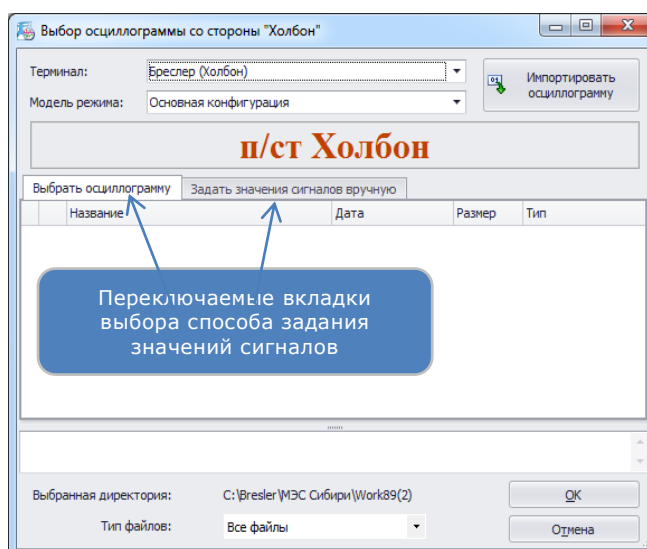 Выбор осциллограммы со стороны "Холбон"
Терминал: Бреслер (Холбон)
Модель режима: Основная конфигурация
Импортировать
осциллограмму
п/ст Холбон
Выбрать осциллограмму Задать значения сигналов вручную
Название Дата Размер Тип
Переключаемые вкладки
выбора способа задания
значений сигналов
Выбранная директория: C:\Bresler\МЭС Сибири\Work89(2)
OK
Тип файлов: Все файлы
Отмена